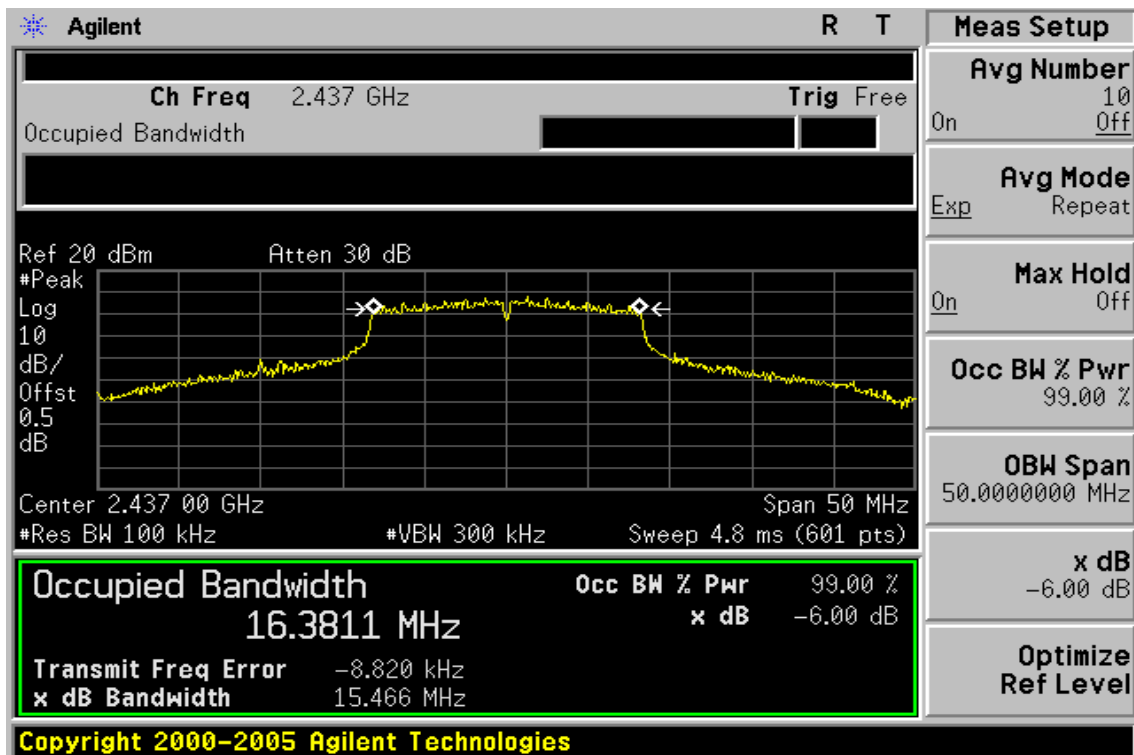 Agilent R T
Ch Freq 2.437 GHz Trig Free
Occupied Bandwidth
Ref 20 dBm Atten 30 dB
#Peak
Log
10
dB/
Offst
0.5
dB
Center 2.437 00 GHz Span 50 MHz
#Res BW 100 kHz #VBW 300 kHz Sweep 4.8 ms (601 pts)
Occupied Bandwidth Occ BW % Pwr 99.00 %
16.3811 MHz x dB -6.00 dB
Transmit Freq Error -8.820 kHz
x dB Bandwidth 15.466 MHz
Copyright 2000-2005 Agilent Technologies
Meas Setup
Avg Number
10
On Off
Avg Mode
Exp Repeat
Max Hold
On Off
Occ BW % Pwr
99.00 %
OBW Span
50.0000000 MHz
x dB
-6.00 dB
Optimize
Ref Level